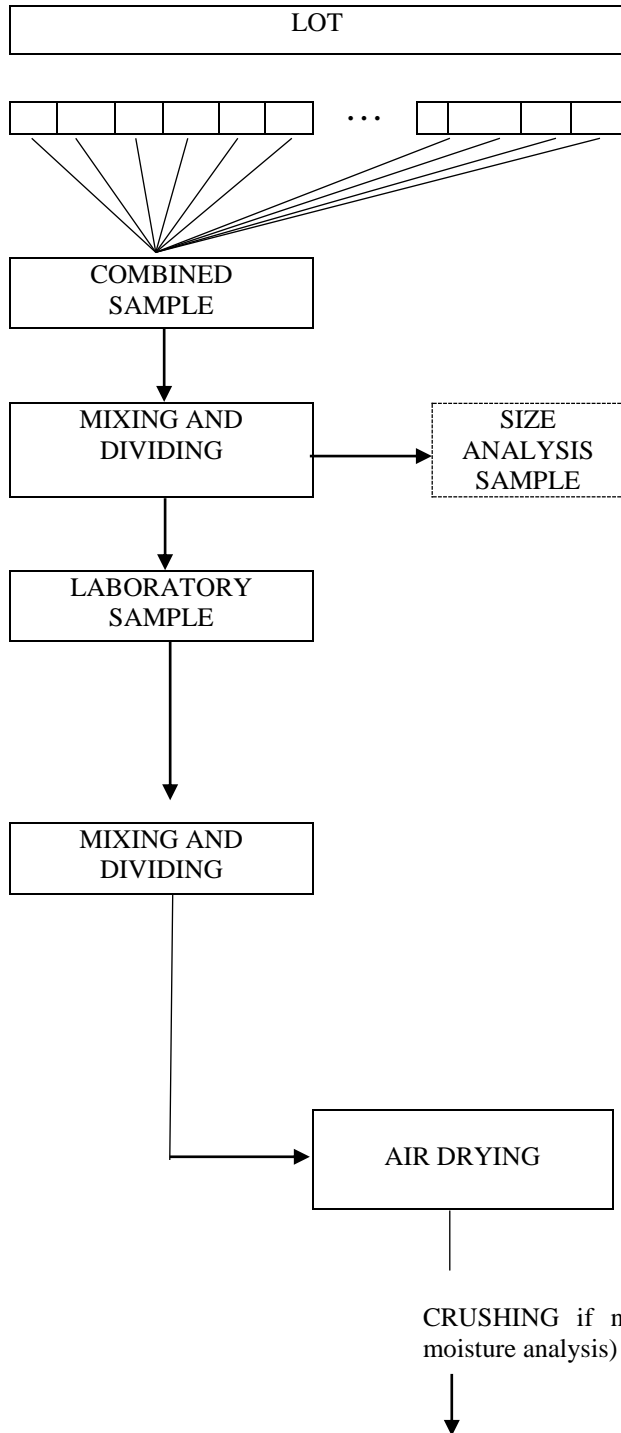 LOT
...
COMBINED
SAMPLE
MIXING AND
DIVIDING
SIZE
ANALYSIS
SAMPLE
LABORATORY
SAMPLE
MIXING AND
DIVIDING
AIR DRYING
CRUSHING if
moisture analysis)